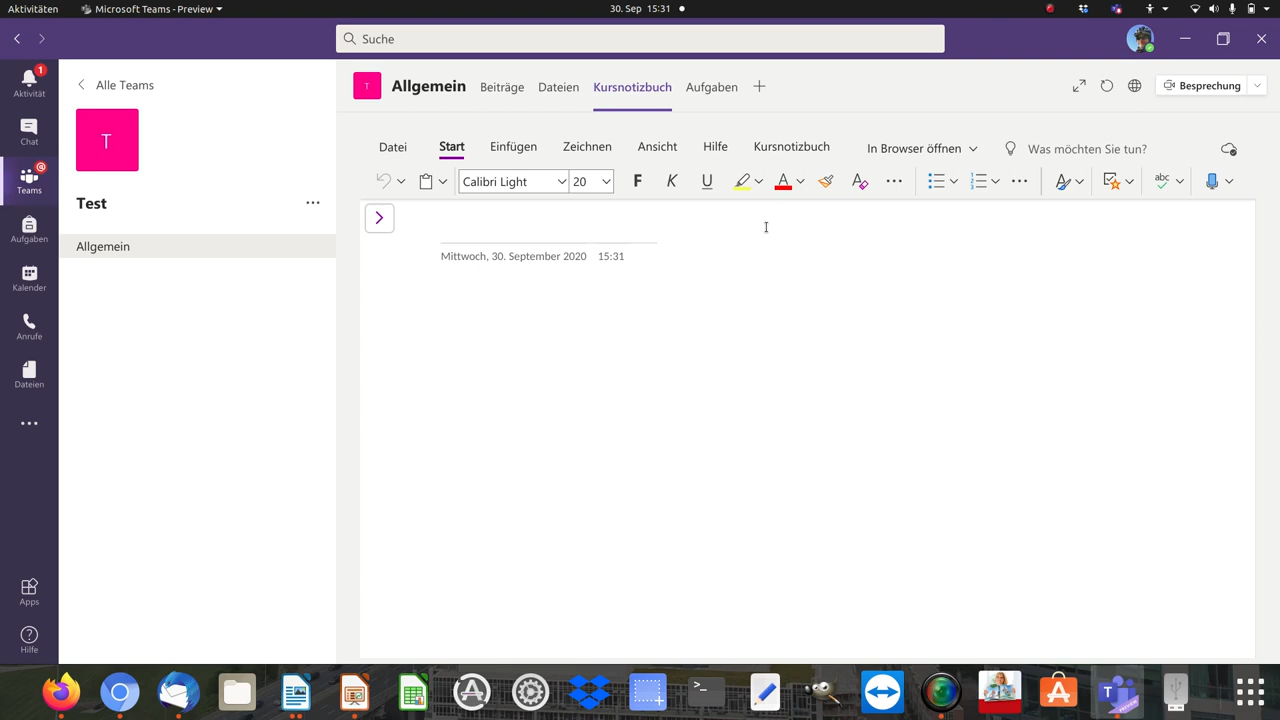 Aktivitäten Microsoft Teams - Preview 30. Sep 15:31
Suche
1
Aktivität
Chat
Teams
Aufgaben
Kalender
Anrufe
Dateien
Apps
Hilfe
Alle Teams
T
Test
Allgemein
T Allgemein Beiträge Dateien Kursnotizbuch Aufgaben Besprechung
Datei Start Einfügen Zeichnen Ansicht Hilfe Kursnotizbuch In Browser öffnen Was möchten Sie tun?
Calibri Light 20 F K U A A abc
Mittwoch, 30. September 2020 15:31